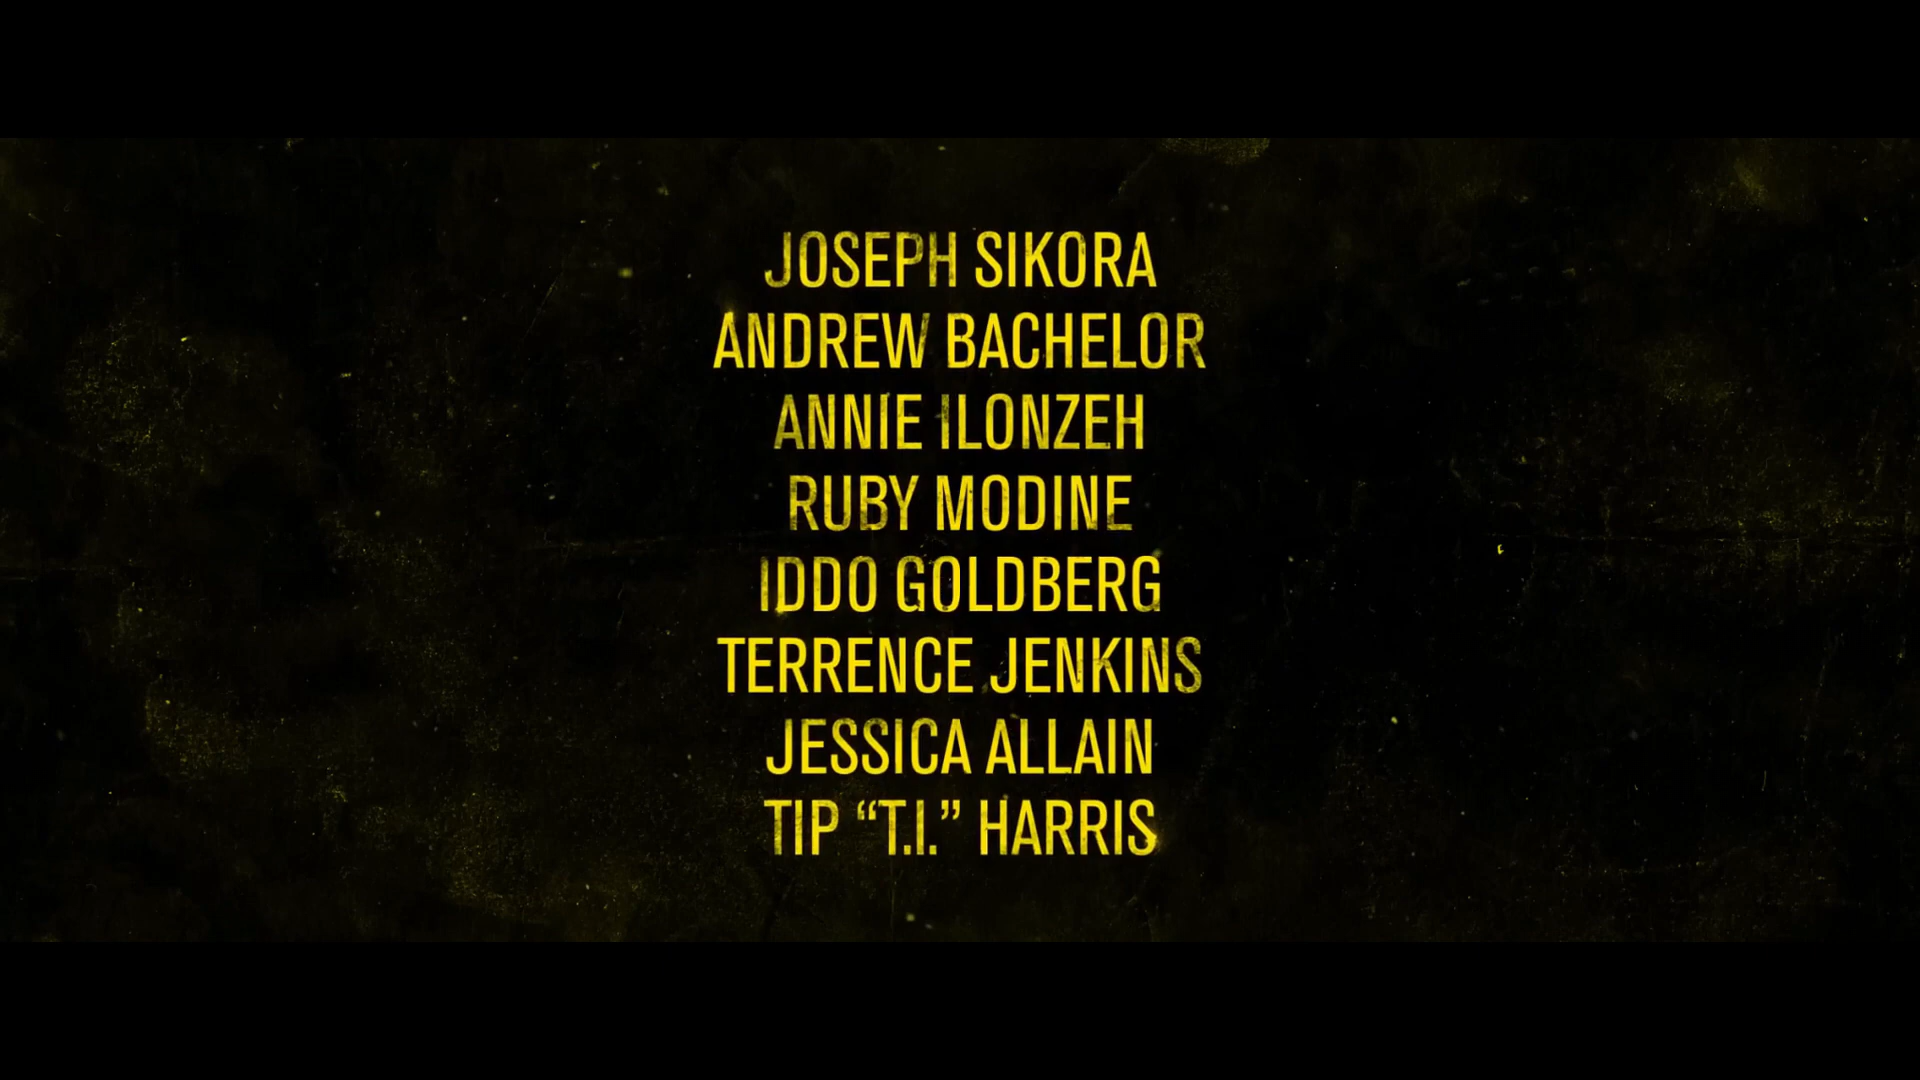 JOSEPH SIKORA
ANDREW BACHELOR
ANNIE ILONZEH
RUBY MODINE
IDDO GOLDBERG
TERRENCE JENKINS
JESSICA ALLAIN
TIP “T.I.” HARRIS